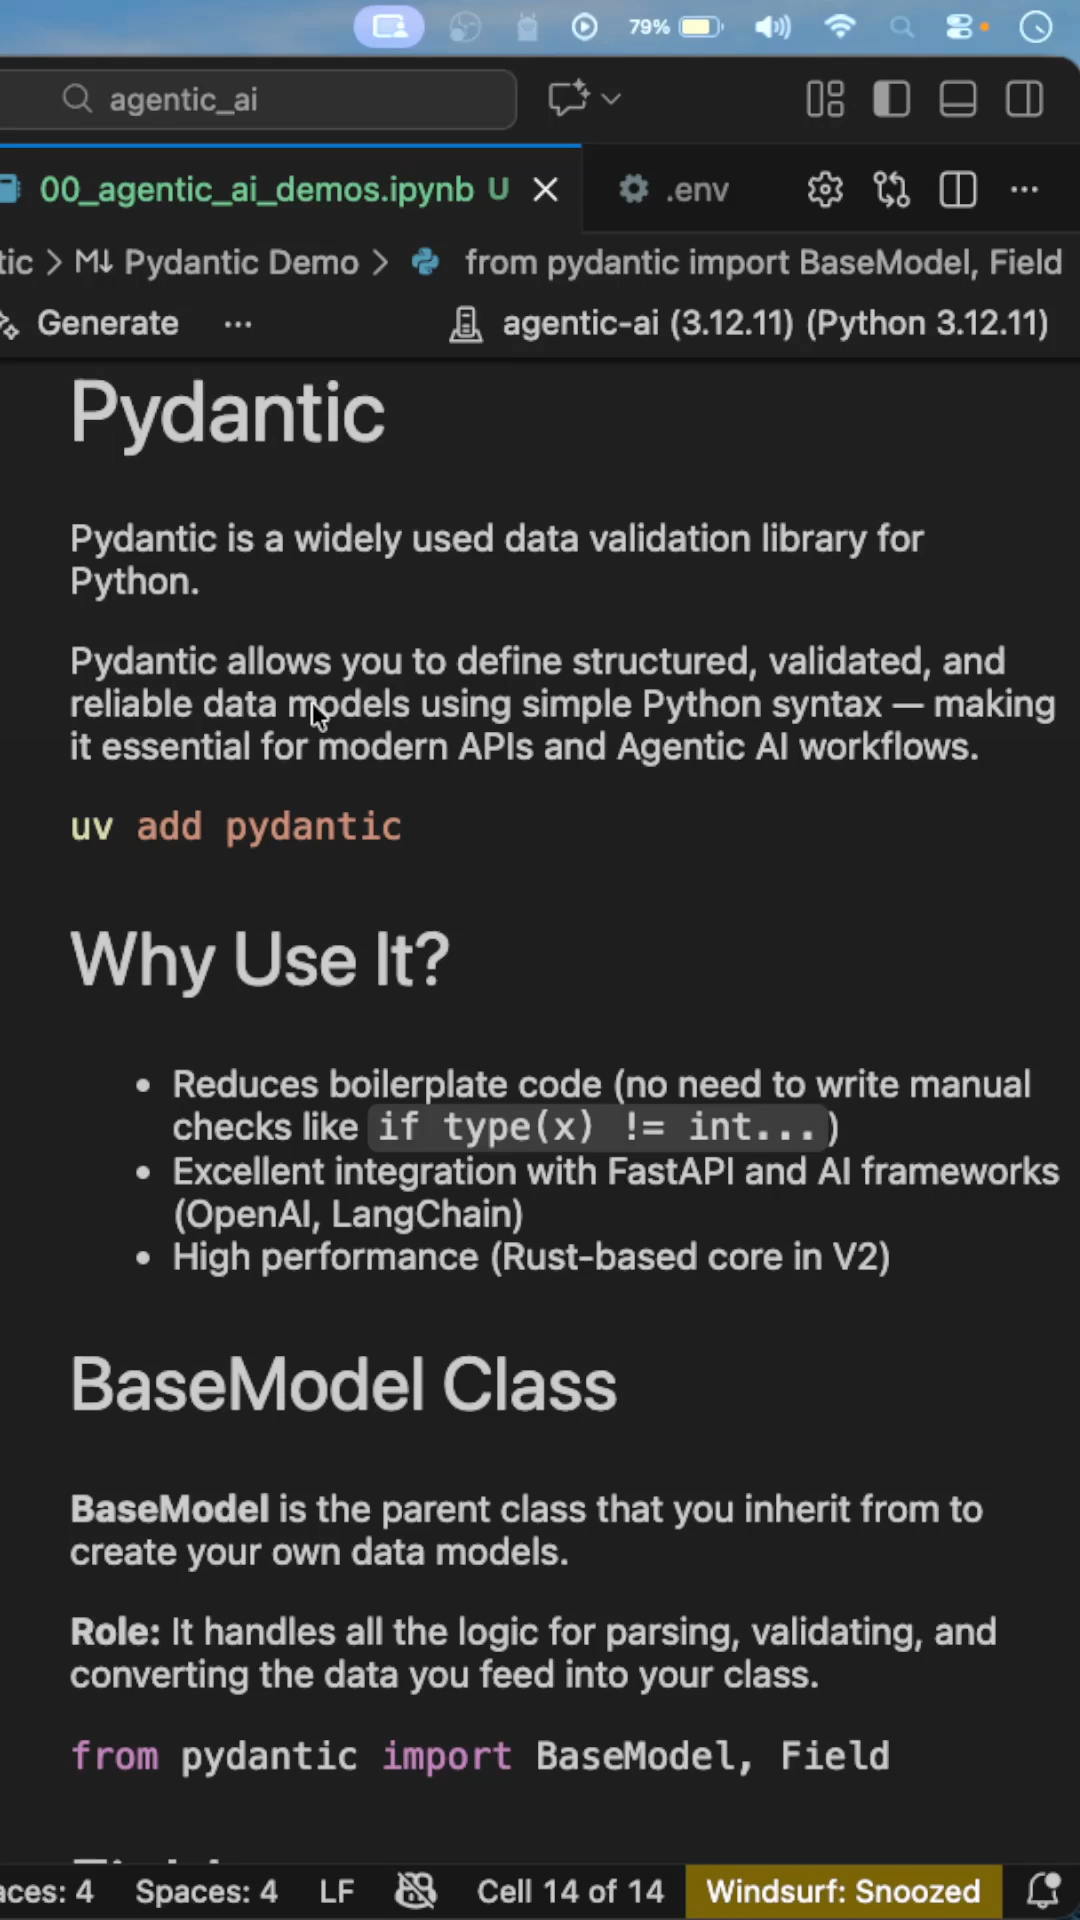 79%
agentic_ai
00_agentic_ai_demos.ipynb U
.env
tic > M↓ Pydantic Demo > from pydantic import BaseModel, Field
Generate ... agentic-ai (3.12.11) (Python 3.12.11)
Pydantic
Pydantic is a widely used data validation library for
Python.
Pydantic allows you to define structured, validated, and
reliable data models using simple Python syntax — making
it essential for modern APIs and Agentic AI workflows.
uv add pydantic
Why Use It?
• Reduces boilerplate code (no need to write manual
checks like if type(x) != int...)
• Excellent integration with FastAPI and AI frameworks
(OpenAI, LangChain)
• High performance (Rust-based core in V2)
BaseModel Class
BaseModel is the parent class that you inherit from to
create your own data models.
Role: It handles all the logic for parsing, validating, and
converting the data you feed into your class.
from pydantic import BaseModel, Field
aces: 4 Spaces: 4 LF Cell 14 of 14 Windsurf: Snoozed